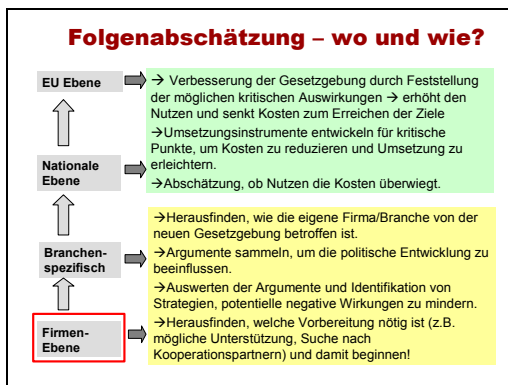 Folgenabschätzung – wo und wie?
EU Ebene
→ Verbesserung der Gesetzgebung durch Feststellung
der möglichen kritischen Auswirkungen → erhöht den
Nutzen und senkt Kosten zum Erreichen der Ziele
→Umsetzungsinstrumente entwickeln für kritische
Punkte, um Kosten zu reduzieren und Umsetzung zu
erleichtern.
Nationale
Ebene
→Abschätzung, ob Nutzen die Kosten überwiegt.
→Herausfinden, wie die eigene Firma/Branche von der
neuen Gesetzgebung betroffen ist.
Branchen-
spezifisch
→Argumente sammeln, um die politische Entwicklung zu
beeinflussen.
→Auswerten der Argumente und Identifikation von
Strategien, potentielle negative Wirkungen zu mindern.
Firmen-
Ebene
→Herausfinden, welche Vorbereitung nötig ist (z.B.
mögliche Unterstützung, Suche nach
Kooperationspartnern) und damit beginnen!